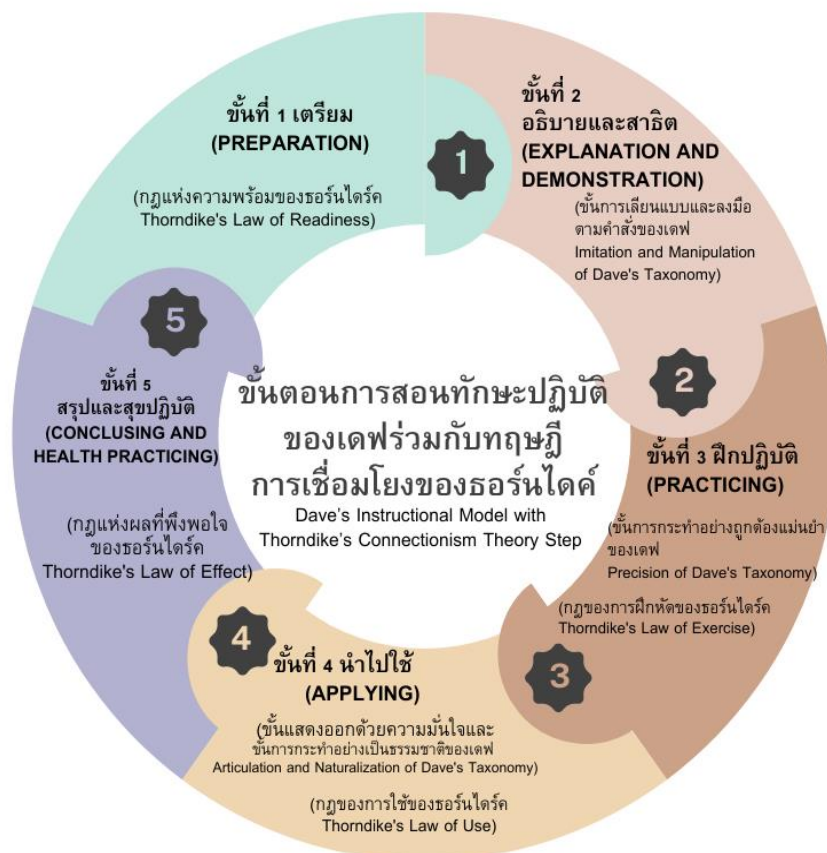 ขั้นที่ 1 เตรียม
(PREPARATION)
(กฎแห่งความพร้อมของธอร์นไดร์ค
Thorndike's Law of Readiness)
1
ขั้นที่ 2
อธิบายและสาธิต
(EXPLANATION AND
DEMONSTRATION)
(ขั้นการเลียนแบบและลงมือ
ตามคำสั่งของเดฟ
Imitation and Manipulation
of Dave's Taxonomy)
2
ขั้นที่ 3 ฝึกปฏิบัติ
(PRACTICING)
(ขั้นการกระทำอย่างถูกต้องแม่นยำ
ของเดฟ
Precision of Dave's Taxonomy)
(กฎของการฝึกหัดของธอร์นไดร์ค
Thorndike's Law of Exercise)
3
ขั้นที่ 4 นำไปใช้
(APPLYING)
(ขั้นแสดงออกด้วยความมั่นใจและ
ขั้นการกระทำอย่างเป็นธรรมชาติของเดฟ
Articulation and Naturalization of Dave's Taxonomy)
(กฎของการใช้ของธอร์นไดร์ค
Thorndike's Law of Use)
4
ขั้นที่ 5
สรุปและสุขปฏิบัติ
(CONCLUSING AND
HEALTH PRACTICING)
(กฎแห่งผลที่พึงพอใจ
ของธอร์นไดร์ค
Thorndike's Law of Effect)
5
ขั้นตอนการสอนทักษะปฏิบัติ
ของเดฟร่วมกับทฤษฎี
การเชื่อมโยงของธอร์นไดค์
Dave's Instructional Model with
Thorndike's Connectionism Theory Step